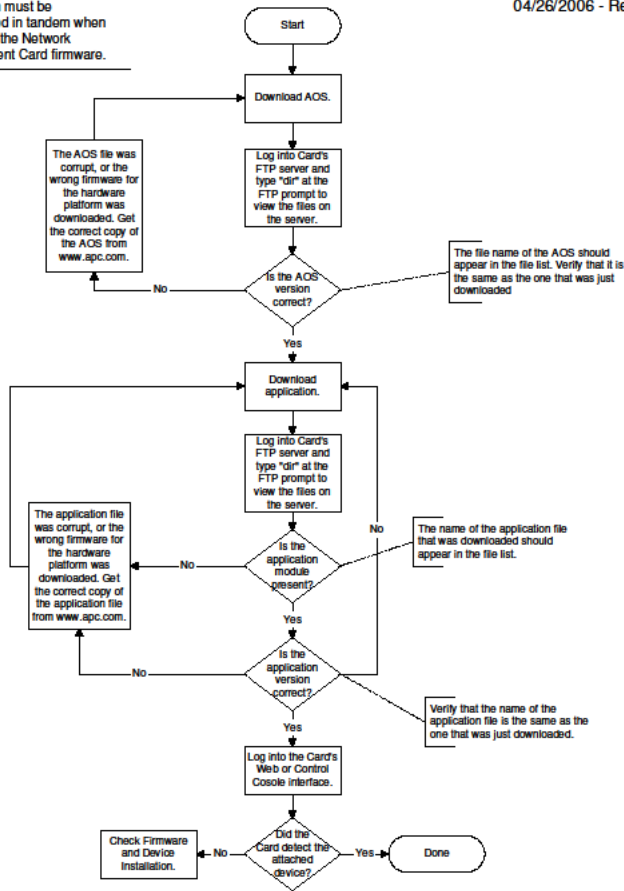 must be
d in tandem when
the Network
ent Card firmware.
04/26/2006 - Re
Start
Download AOS.
The AOS file was
corrupt, or the
wrong firmware for
the hardware
platform was
downloaded. Get
the correct copy of
the AOS from
www.apc.com.
Log into Card's
FTP server and
type "dir" at the
FTP prompt to
view the files on
the server.
Is the AOS
version
correct?
No
The file name of the AOS should
appear in the file list. Verify that it is
the same as the one that was just
downloaded
Yes
Download
application.
Log into Card's
FTP server and
type "dir" at the
FTP prompt to
view the files on
the server.
The application file
was corrupt, or the
wrong firmware for
the hardware
platform was
downloaded. Get
the correct copy of
the application file
from www.apc.com.
No
Is the
application
module
present?
No
The name of the application file
that was downloaded should
appear in the file list.
Yes
Is the
application
version
correct?
No
Verify that the name of the
application file is the same as the
one that was just downloaded.
Yes
Log into the Card's
Web or Control
Cosole interface.
Did the
Card detect the
attached
device?
No
Check Firmware
and Device
Installation.
Yes
Done